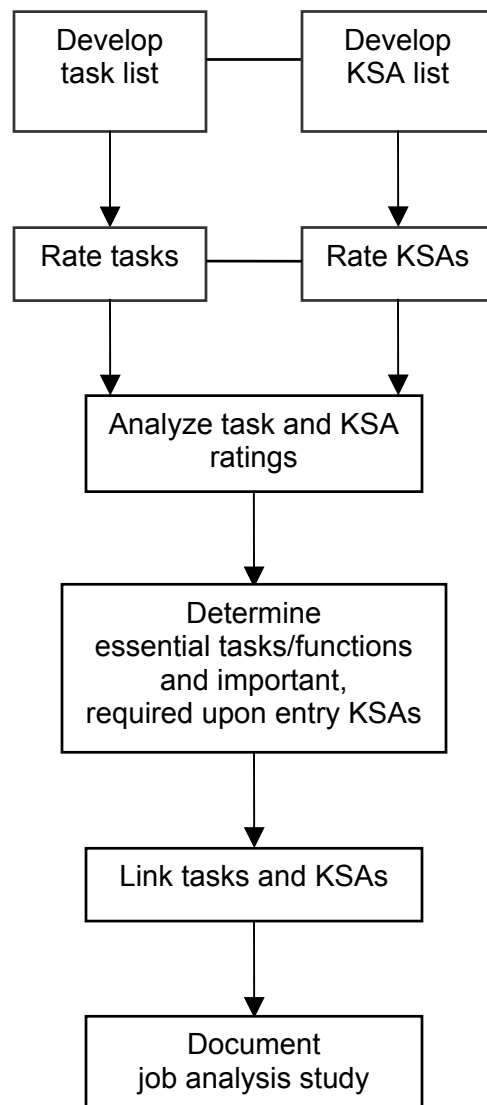 Develop
task list
Develop
KSA list
Rate tasks
Rate KSAs
Analyze task and KSA
ratings
Determine
essential tasks/functions
and important,
required upon entry KSAs
Link tasks and KSAs
Document
job analysis study